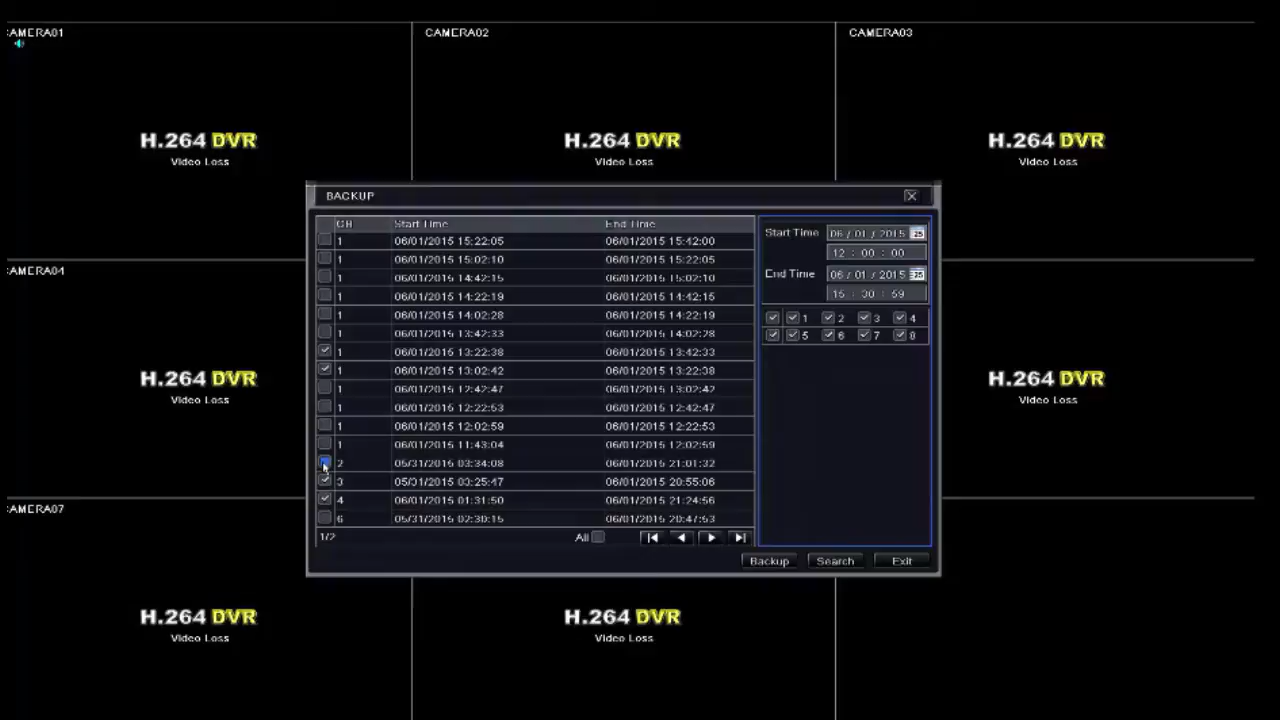 CAMERA01 CAMERA02 CAMERA03
H.264 DVR H.264 DVR H.264 DVR
Video Loss Video Loss Video Loss
BACKUP
CH Start Time End Time
1 06/01/2015 15:22:05 06/01/2015 15:42:00
1 06/01/2015 15:02:10 06/01/2015 15:22:05
1 06/01/2015 14:42:15 06/01/2015 15:02:10
1 06/01/2015 14:22:19 06/01/2015 14:42:15
1 06/01/2015 14:02:28 06/01/2015 14:22:19
1 06/01/2015 13:42:33 06/01/2015 14:02:28
1 06/01/2015 13:22:38 06/01/2015 13:42:33
1 06/01/2015 13:02:42 06/01/2015 13:22:38
1 06/01/2015 12:42:47 06/01/2015 13:02:42
1 06/01/2015 12:22:53 06/01/2015 12:42:47
1 06/01/2015 12:02:59 06/01/2015 12:22:53
1 06/01/2015 11:43:04 06/01/2015 12:02:59
2 05/31/2015 03:34:08 06/01/2015 21:01:32
3 05/31/2015 03:25:47 06/01/2015 20:55:06
4 06/01/2015 01:31:50 06/01/2015 21:24:56
6 05/31/2015 02:30:15 06/01/2015 20:47:53
1/2 All
Start Time 06 / 01 / 2015 25
12 : 00 : 00
End Time 06 / 01 / 2015 25
15 : 00 : 59
1 2 3 4
5 6 7 8
Backup Search Exit
CAMERA04
H.264 DVR H.264 DVR
Video Loss Video Loss
CAMERA07
H.264 DVR H.264 DVR
Video Loss Video Loss